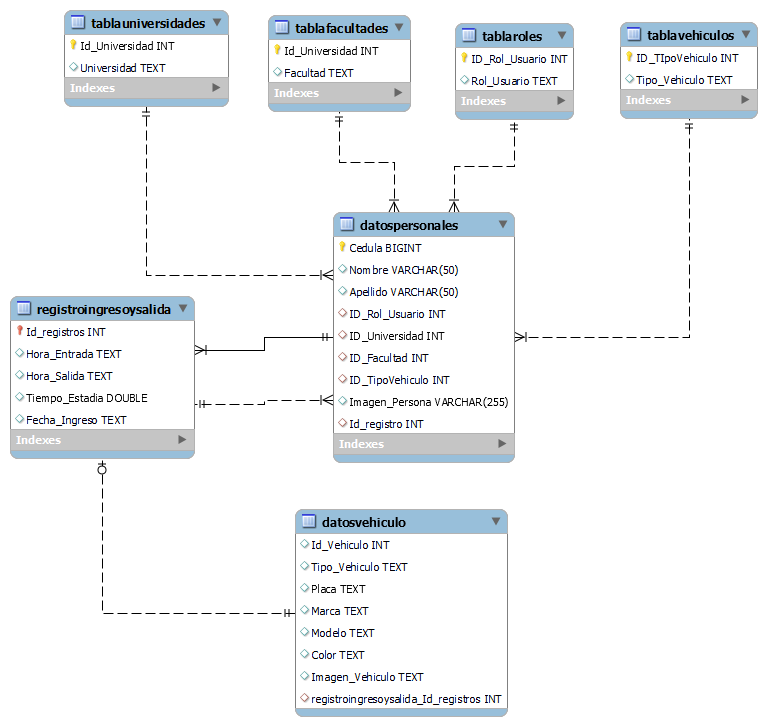 tablauniversidades
Id_Universidad INT
Universidad TEXT
Indexes
tablafacultades
Id_Universidad INT
Facultad TEXT
Indexes
tablaroles
ID_Rol_Usuario INT
Rol_Usuario TEXT
Indexes
tablavehiculos
ID_TIpoVehiculo INT
Tipo_Vehiculo TEXT
Indexes
datospersonales
Cedula BIGINT
Nombre VARCHAR(50)
Apellido VARCHAR(50)
ID_Rol_Usuario INT
ID_Universidad INT
ID_Facultad INT
ID_TipoVehiculo INT
Imagen_Persona VARCHAR(255)
Id_registro INT
Indexes
registroingresoysalida
Id_registros INT
Hora_Entrada TEXT
Hora_Salida TEXT
Tiempo_Estadia DOUBLE
Fecha_Ingreso TEXT
Indexes
datosvehiculo
Id_Vehiculo INT
Tipo_Vehiculo TEXT
Placa TEXT
Marca TEXT
Modelo TEXT
Color TEXT
Imagen_Vehiculo TEXT
registroingresoysalida_Id_registros INT